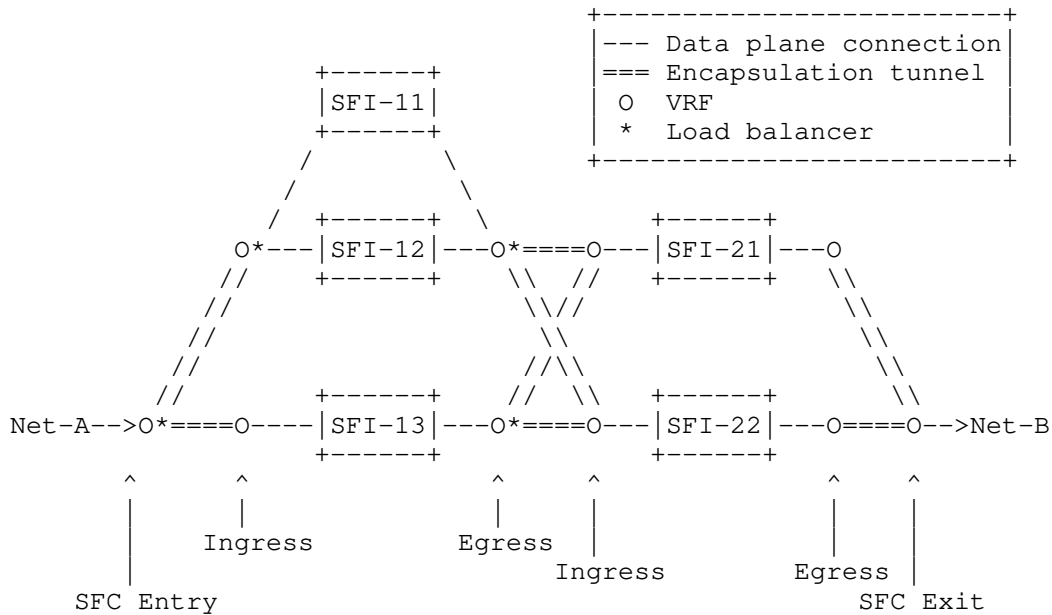 --- Data plane connection
=== Encapsulation tunnel
O VRF
* Load balancer
SFI-11
O*---SFI-12---O*====O---SFI-21---O
Net-A-->O*====O----SFI-13---O*====O---SFI-22---O====O-->Net-B
Ingress Egress
Ingress Egress
SFC Entry SFC Exit